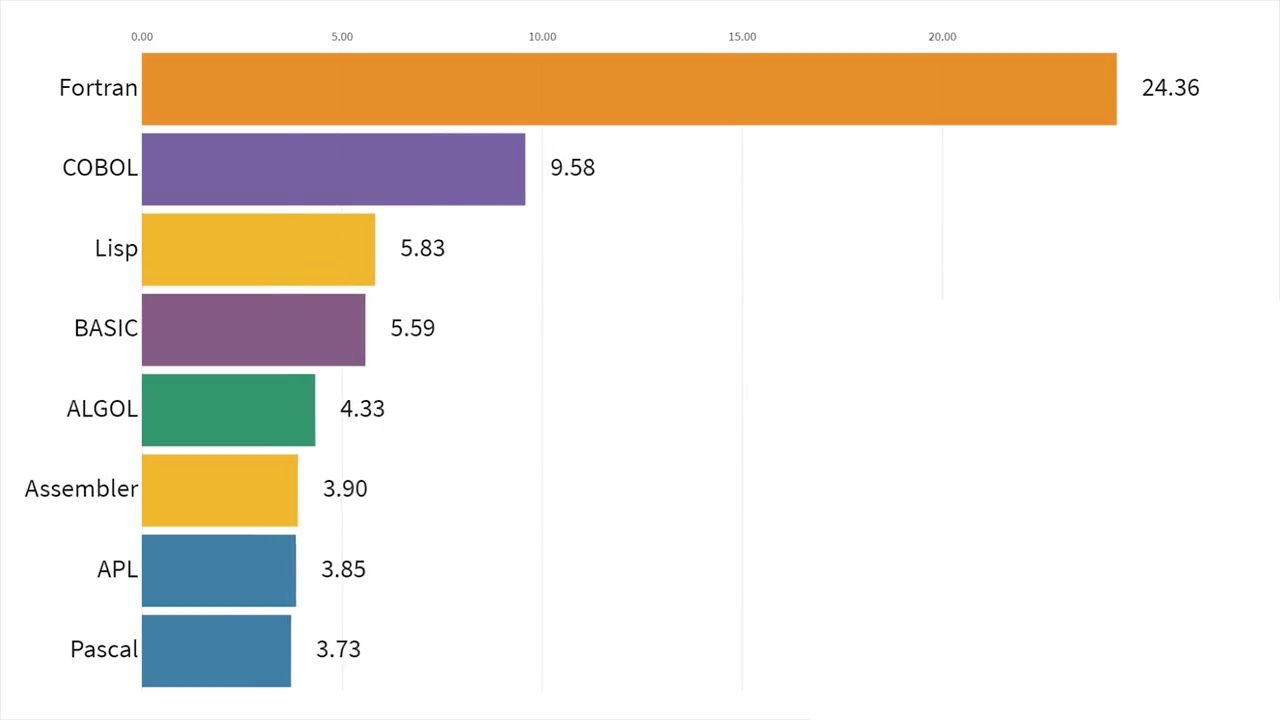 0.00 5.00 10.00 15.00 20.00
Fortran 24.36
COBOL 9.58
Lisp 5.83
BASIC 5.59
ALGOL 4.33
Assembler 3.90
APL 3.85
Pascal 3.73